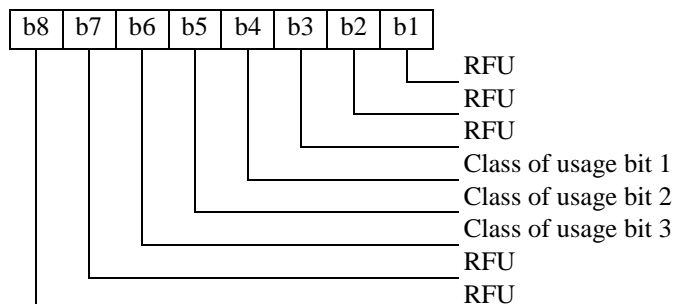 b8 b7 b6 b5 b4 b3 b2 b1
RFU
RFU
RFU
Class of usage bit 1
Class of usage bit 2
Class of usage bit 3
RFU
RFU